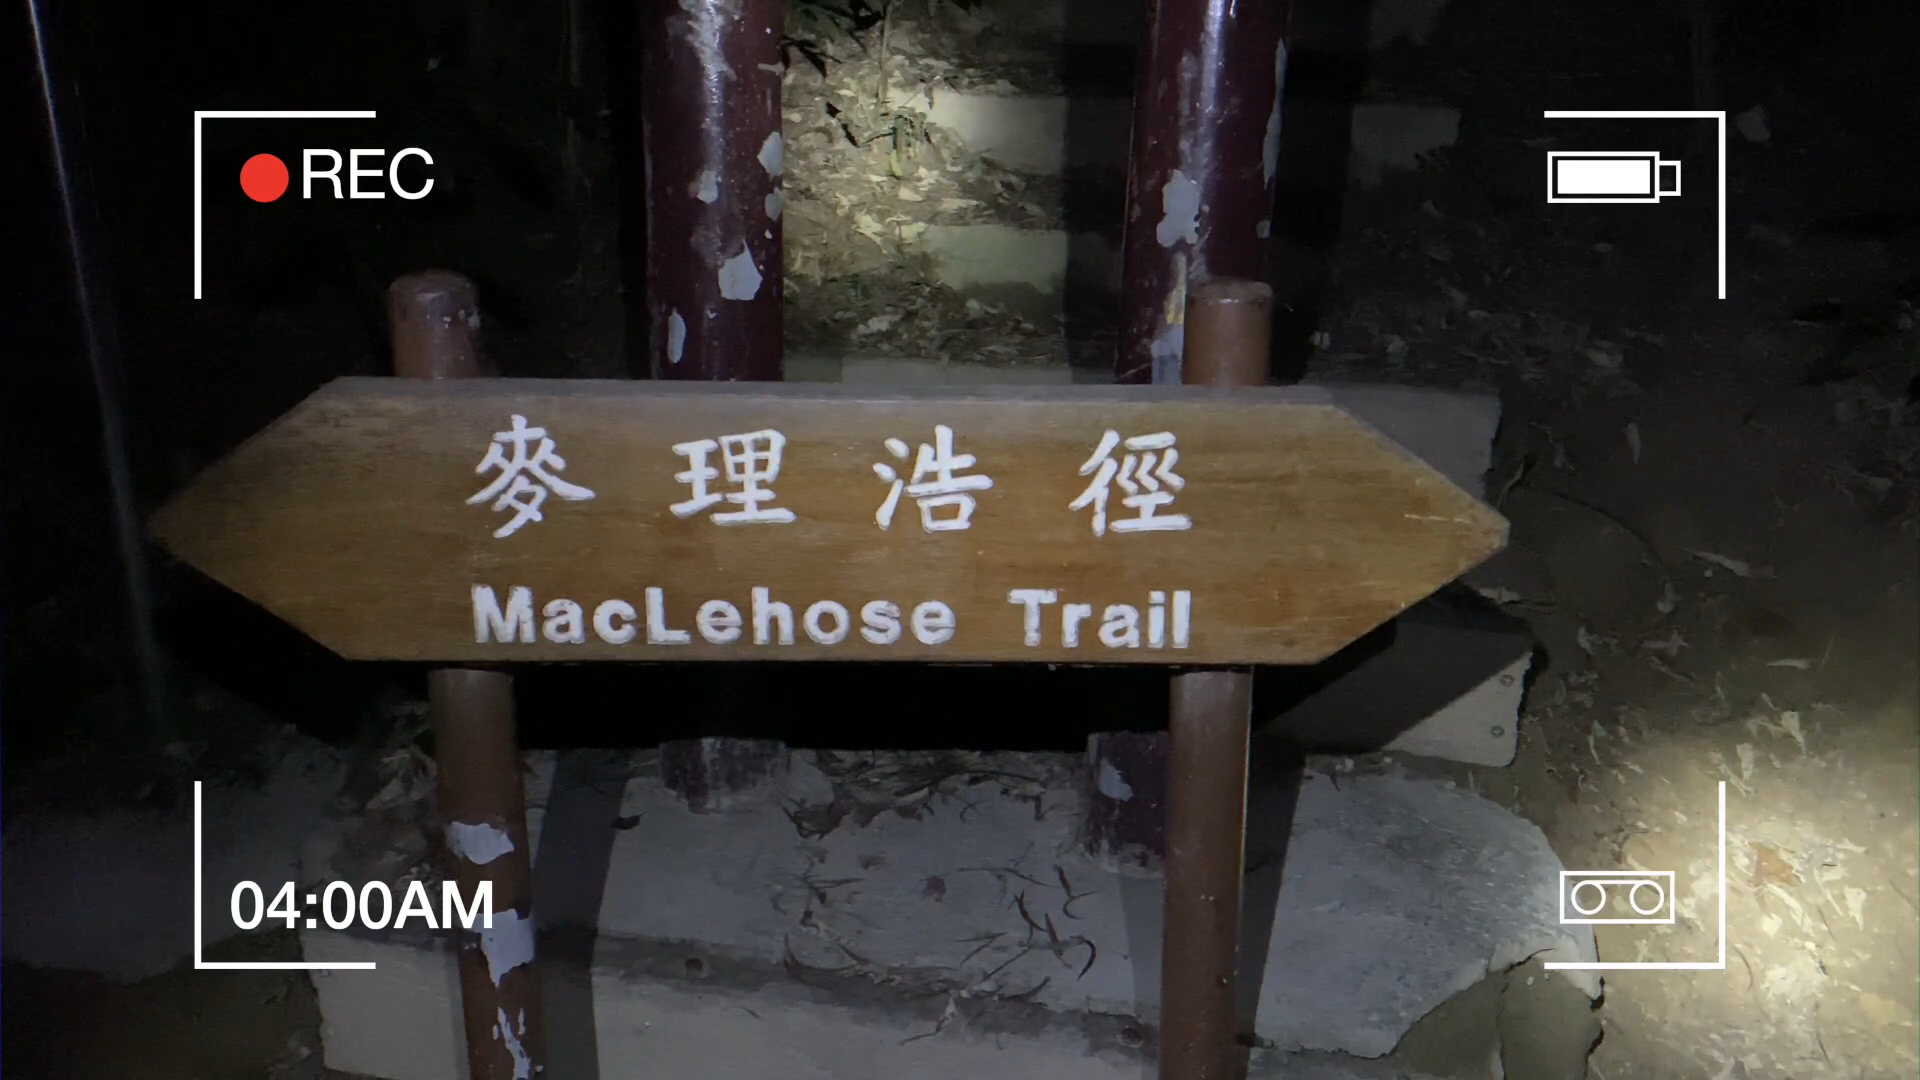 REC
麥理浩徑
MacLehose Trail
04:00AM